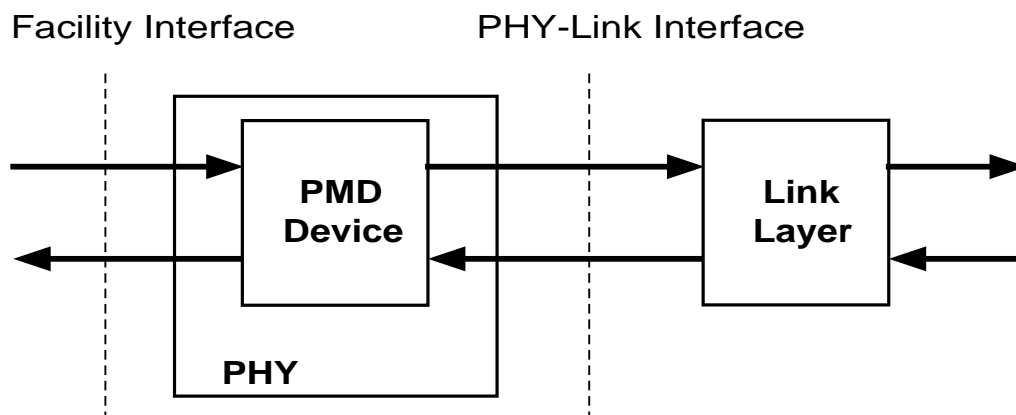 Facility Interface
PHY-Link Interface
PMD
Device
Link
Layer
PHY